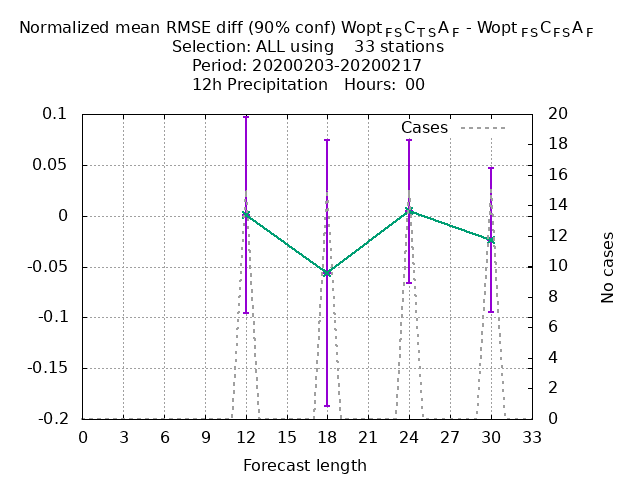 Normalized mean RMSE diff (90% conf) Wopt FS C T S A F - Wopt FS C FS A F
Selection: ALL using 33 stations
Period: 20200203-20200217
12h Precipitation Hours: 00
Cases
0.1
0.05
0
-0.05
-0.1
-0.15
-0.2
20
18
16
14
12
10
8
6
4
2
0
No cases
0 3 6 9 12 15 18 21 24 27 30 33
Forecast length